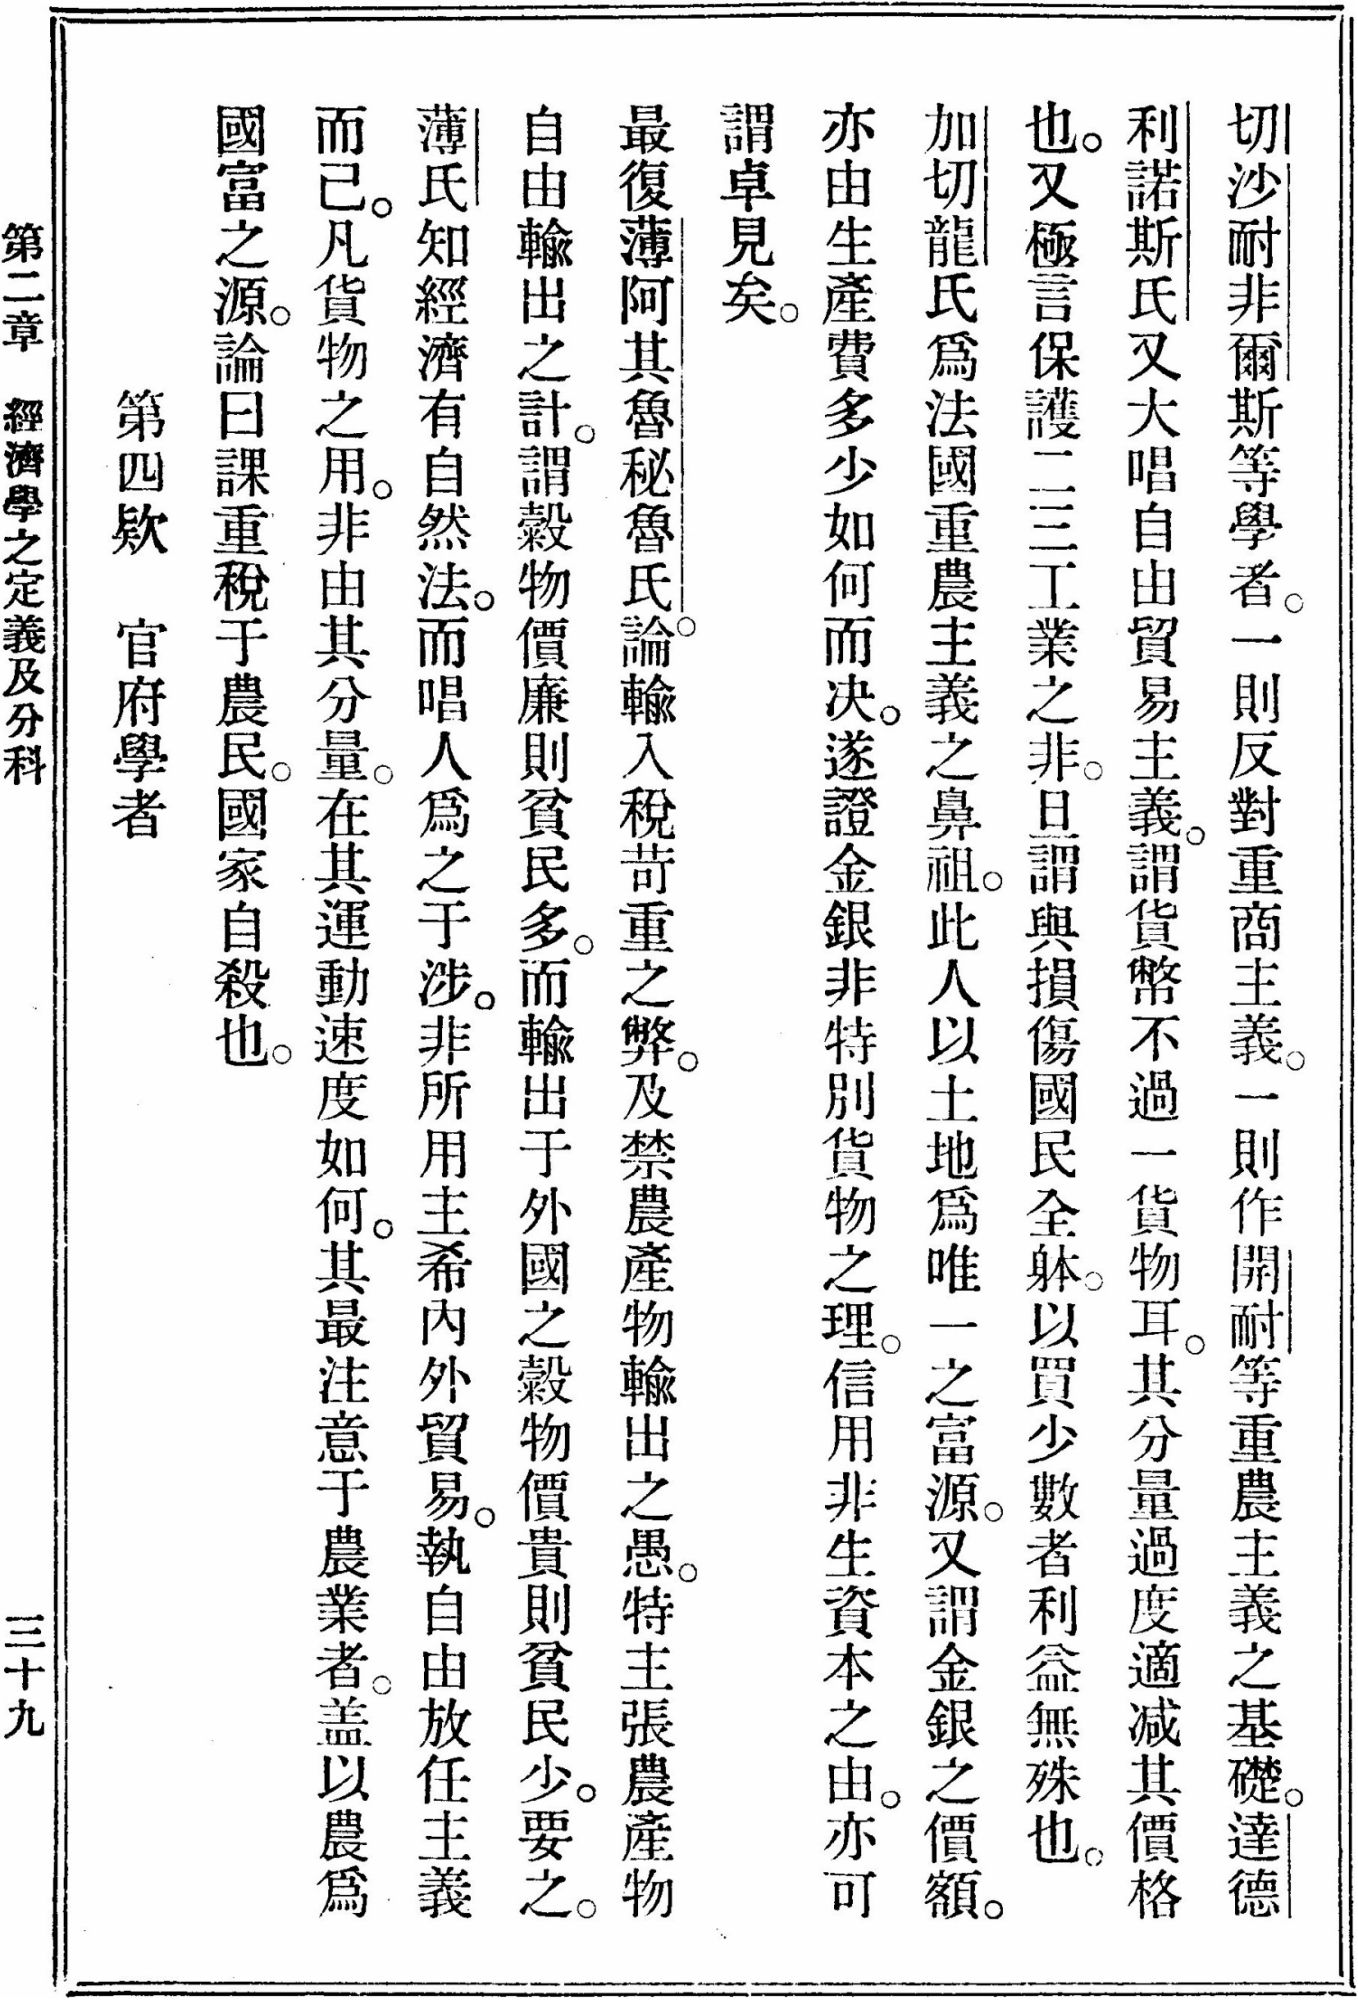 切沙耐非爾斯等學者。一則反對重商主義。一則作開耐等重農主義之基礎。達德
利諾斯氏又大唱自由貿易主義。謂貨幣不過一貨物耳。其分量過度適减其價格
也。又極言保護二三工業之非。且謂與損傷國民全躰。以買少數者利益無殊也。
加切龍氏爲法國重農主義之鼻祖。此人以土地爲唯一之富源。又謂金銀之價額。
亦由生產費多少如何而决。遂證金銀非特別貨物之理。信用非生資本之由。亦可
謂卓見矣。
最復薄阿其魯秘魯氏。論輸入稅苛重之弊。及禁農產物輸出之愚。特主張農產物
自由輸出之計。謂穀物價廉則貧民多。而輸出于外國之穀物價貴則貧民少。要之。
薄氏知經濟有自然法。而唱人爲之干涉。非所用主希內外貿易。執自由放任主義
而已。凡貨物之用。非由其分量。在其運動速度如何。其最注意于農業者。盖以農爲
國富之源。論曰課重稅于農民。國家自殺也。
第四欵　官府學者
第二章　經濟學之定義及分科　三十九